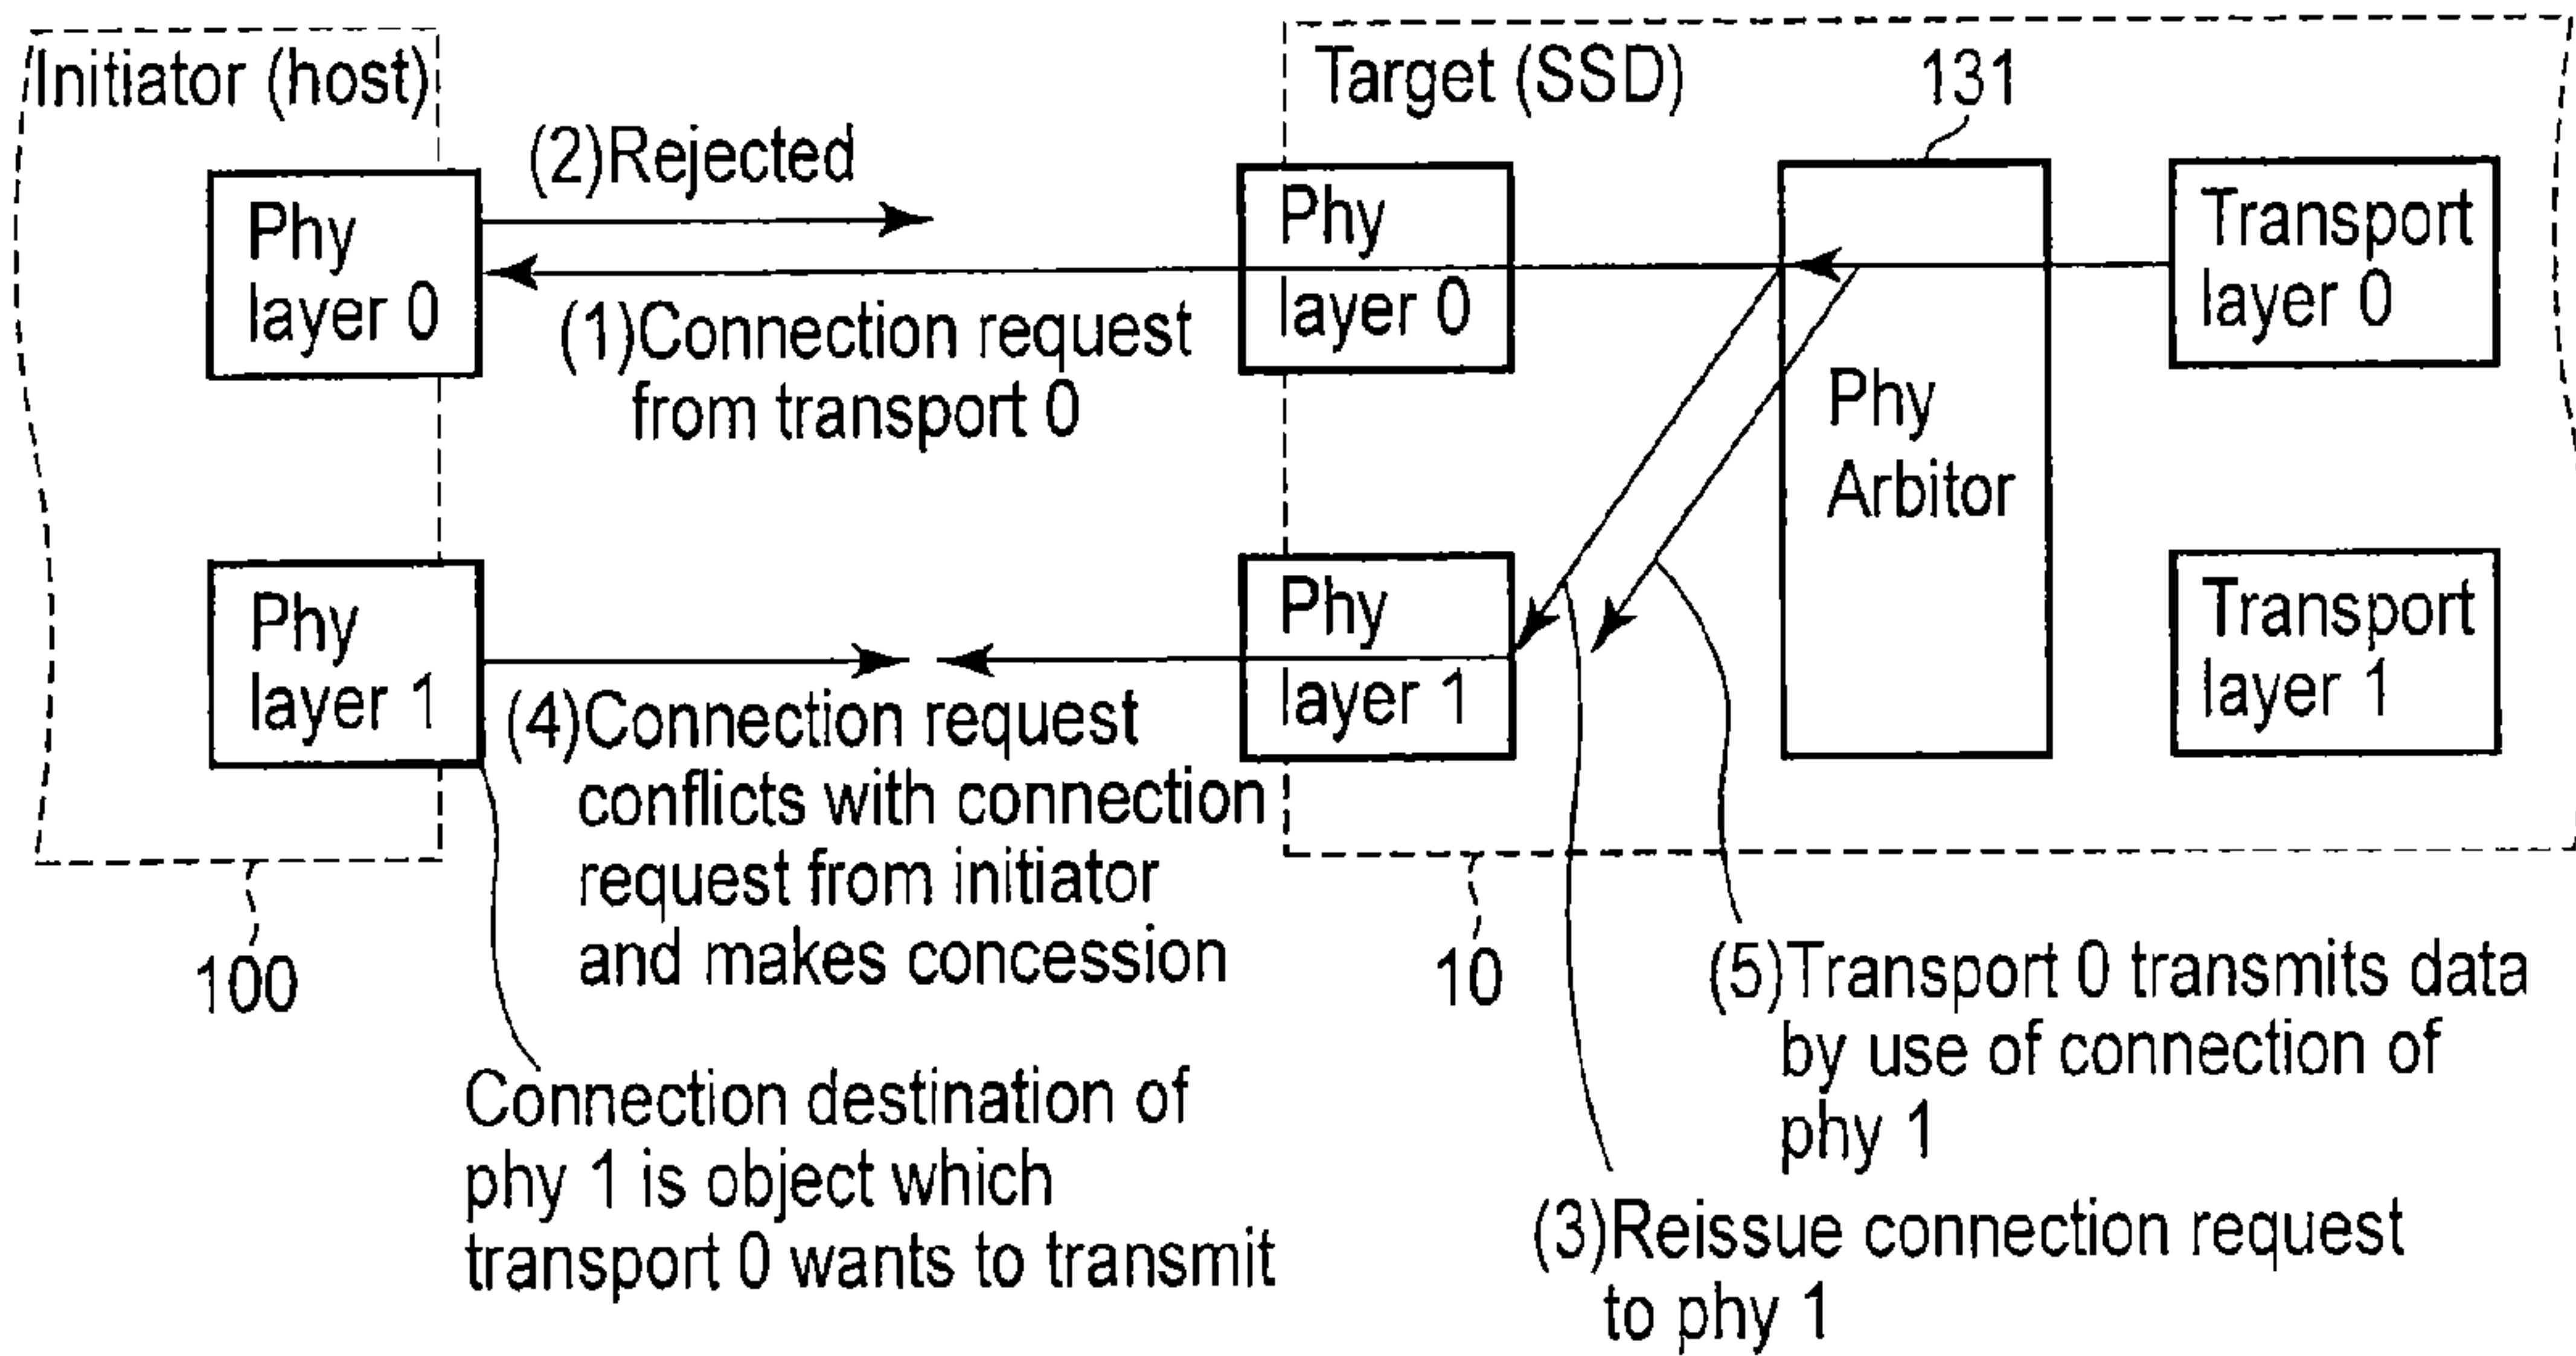 Initiator (host)
Target (SSD)
131
(2)Rejected
Phy
layer 0
(1)Connection request
from transport 0
Phy
layer 0
Phy
Arbitor
Transport
layer 0
Phy
layer 1
(4)Connection request
conflicts with connection
request from initiator
and makes concession
Phy
layer 1
Transport
layer 1
100
10
Connection destination of
phy 1 is object which
transport 0 wants to transmit
(5)Transport 0 transmits data
by use of connection of
phy 1
(3)Reissue connection request
to phy 1